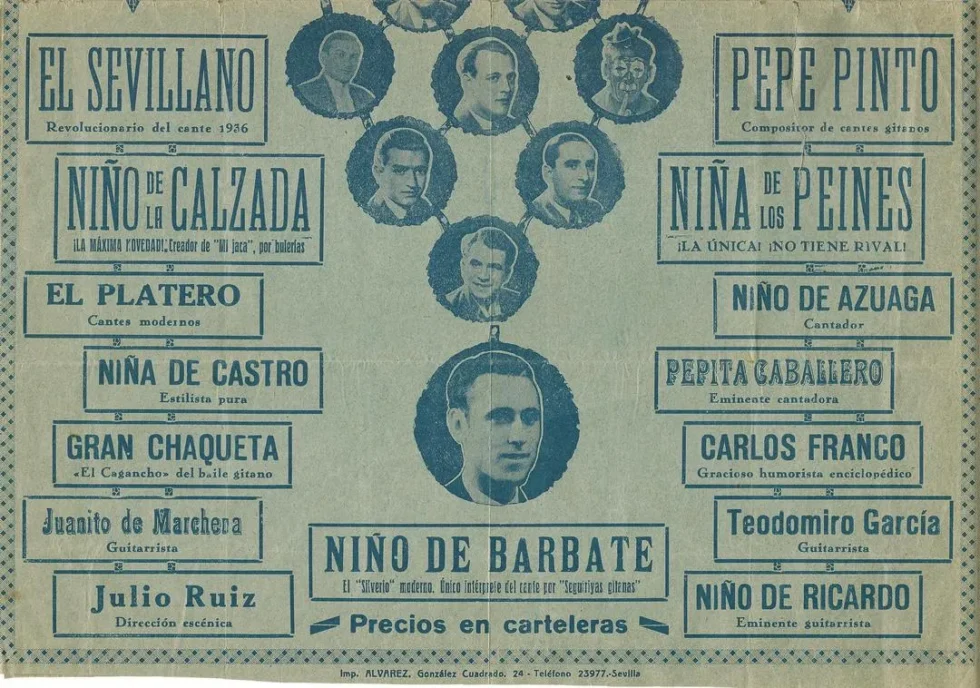 EL SEVILLANO
Revolucionario del cante 1936
NIÑO DE LA CALZADA
¡LA MÁXIMA NOVEDAD! Creador de "Mi jaca", por bulerías
EL PLATERO
Cantes modernos
NIÑA DE CASTRO
Estilista pura
GRAN CHAQUETA
«El Cagancho» del baile gitano
Juanito de Marchena
Guitarrista
Julio Ruiz
Dirección escénica
NIÑO DE BARBATE
El "Silverio" moderno. Único intérprete del cante por "Seguiriyas gitanas"
Precios en carteleras
PEPE PINTO
Compositor de cantes gitanos
NIÑA DE LOS PEINES
¡LA ÚNICA! ¡NO TIENE RIVAL!
NIÑO DE AZUAGA
Cantador
PEPITA CABALLERO
Eminente cantadora
CARLOS FRANCO
Gracioso humorista enciclopédico
Teodomiro García
Guitarrista
NIÑO DE RICARDO
Eminente guitarrista
Imp. ALVAREZ, González Cuadrado, 24 - Teléfono 23977.-Sevilla